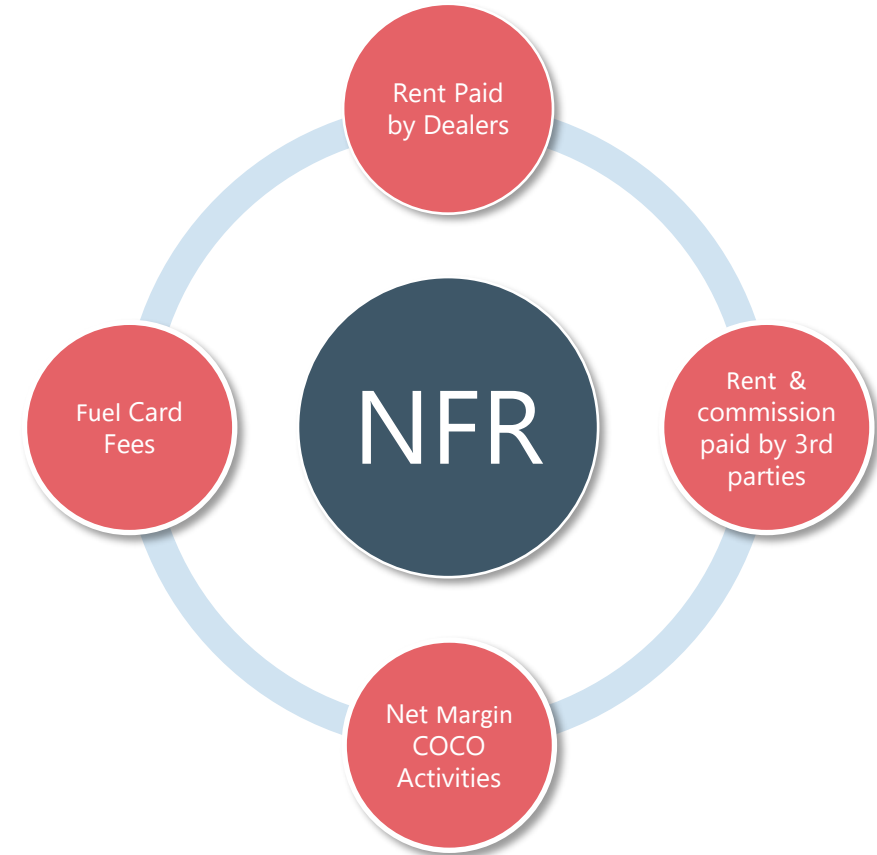 Rent Paid
by Dealers
Fuel Card
Fees
NFR
Rent &
commission
paid by 3rd
parties
Net Margin
COCO
Activities